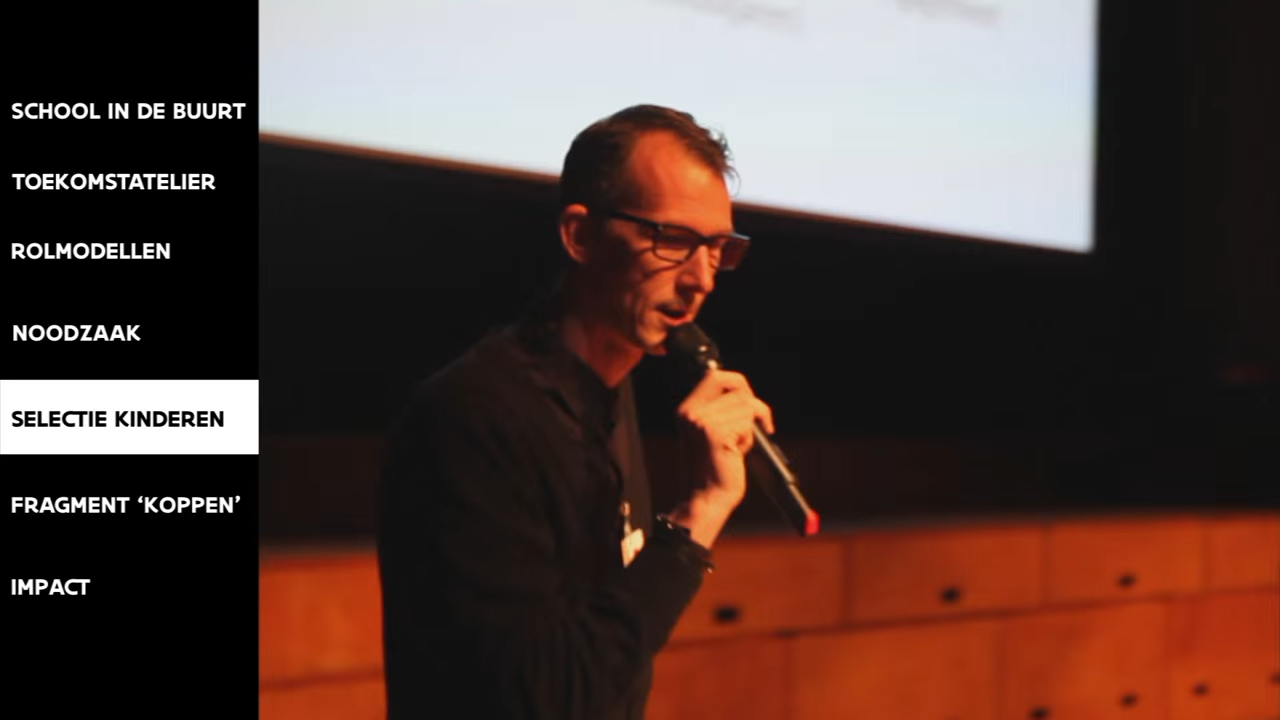 SCHOOL IN DE BUURT
TOEKOMSTATELIER
ROLMODELLEN
NOODZAAK
SELECTIE KINDEREN
FRAGMENT ‘KOPPEN’
IMPACT